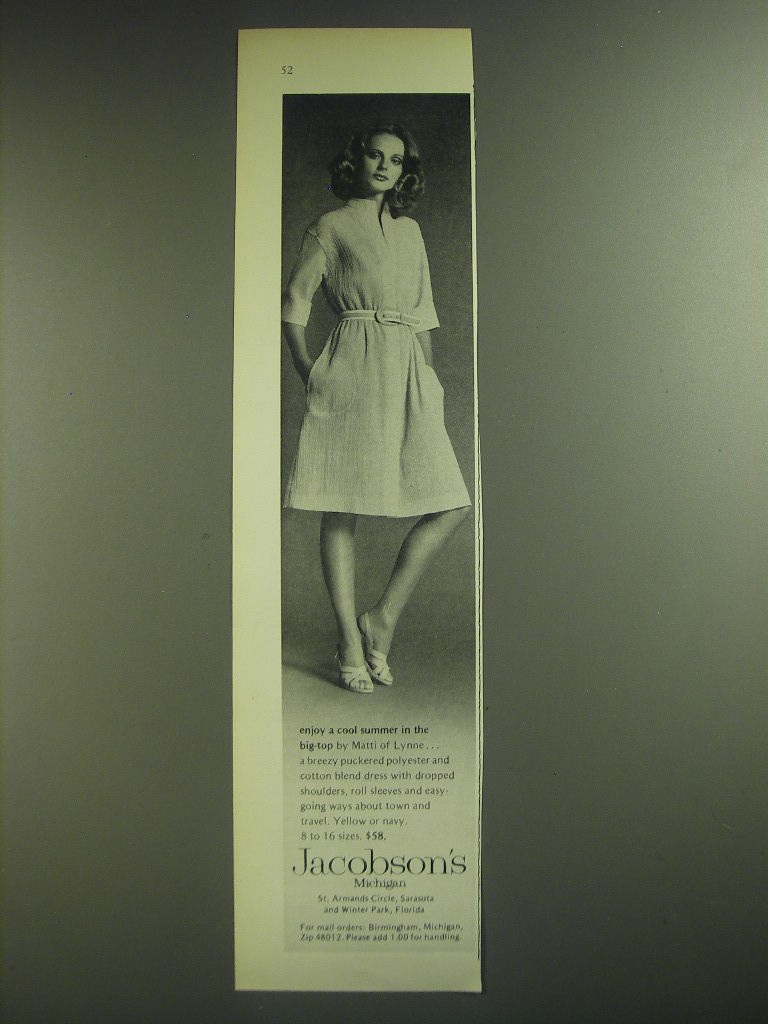 52
enjoy a cool summer in the
big-top by Matti of Lynne...
a breezy puckered polyester and
cotton blend dress with dropped
shoulders, roll sleeves and easy-
going ways about town and
travel. Yellow or navy.
8 to 16 sizes. $58.
Jacobson's
Michigan
St. Armands Circle, Sarasota
and Winter Park, Florida
For mail orders: Birmingham, Michigan,
Zip 48012. Please add 1.00 for handling.